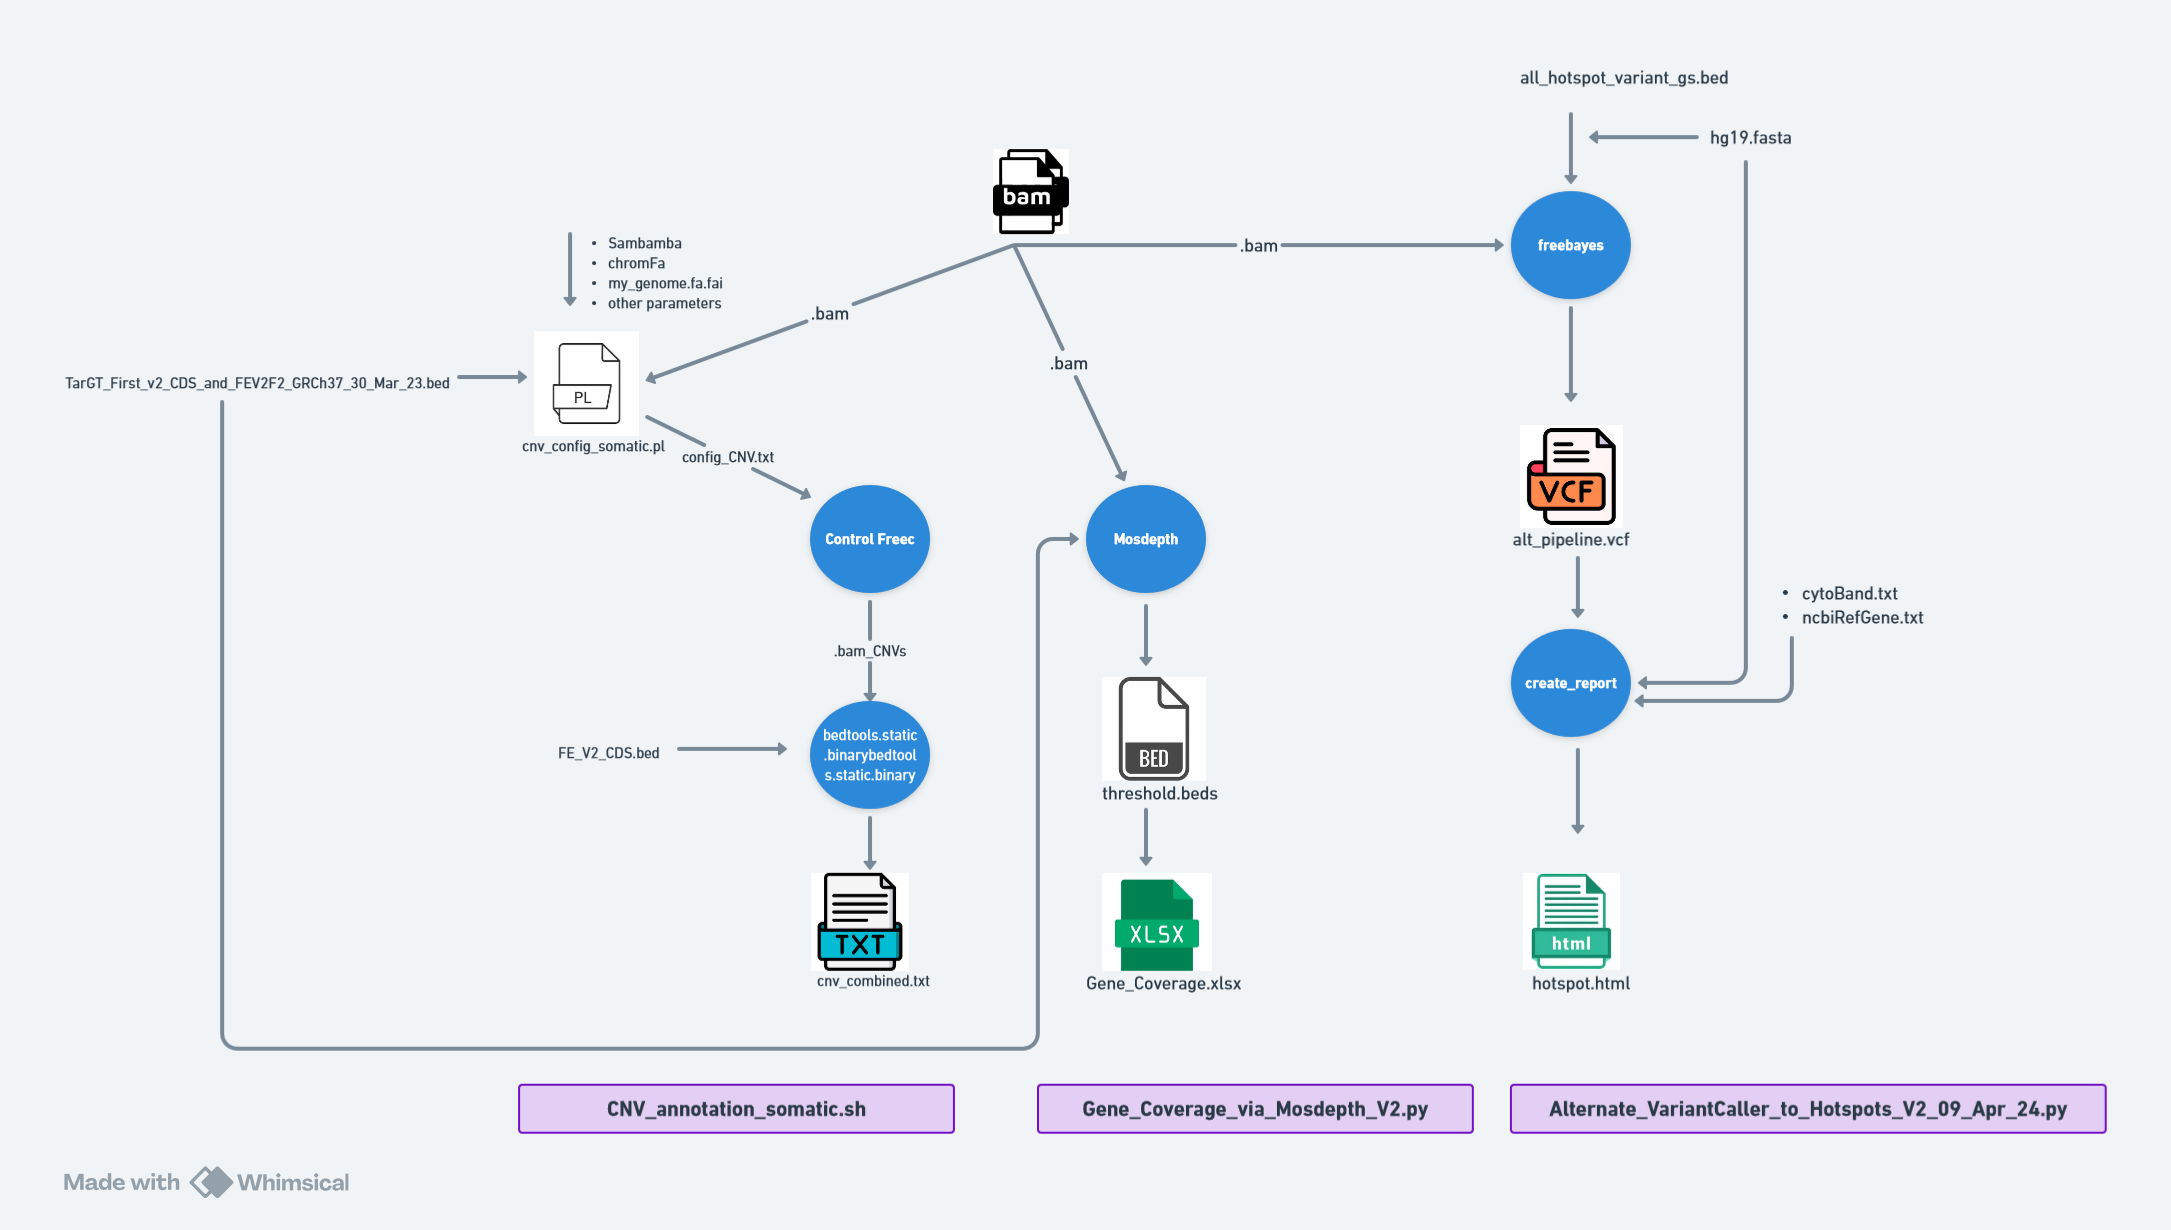 all_hotspot_variant_gs.bed
hg19.fasta
bam
Sambamba
chromFa
my_genome.fa.fai
other parameters
.bam
freebayes
.bam
.bam
TarGT_First_v2_CDS_and_FEV2F2_GRCh37_30_Mar_23.bed
PL
cnv_config_somatic.pl
config_CNV.txt
VCF
alt_pipeline.vcf
Control Freec
Mosdepth
cytoBand.txt
ncbiRefGene.txt
.bam_CNVs
create_report
FE_V2_CDS.bed
bedtools.static
.binarybedtool
s.static.binary
BED
threshold.beds
TXT
cnv_combined.txt
XLSX
Gene_Coverage.xlsx
html
hotspot.html
CNV_annotation_somatic.sh
Gene_Coverage_via_Mosdepth_V2.py
Alternate_VariantCaller_to_Hotspots_V2_09_Apr_24.py
Made with Whimsical